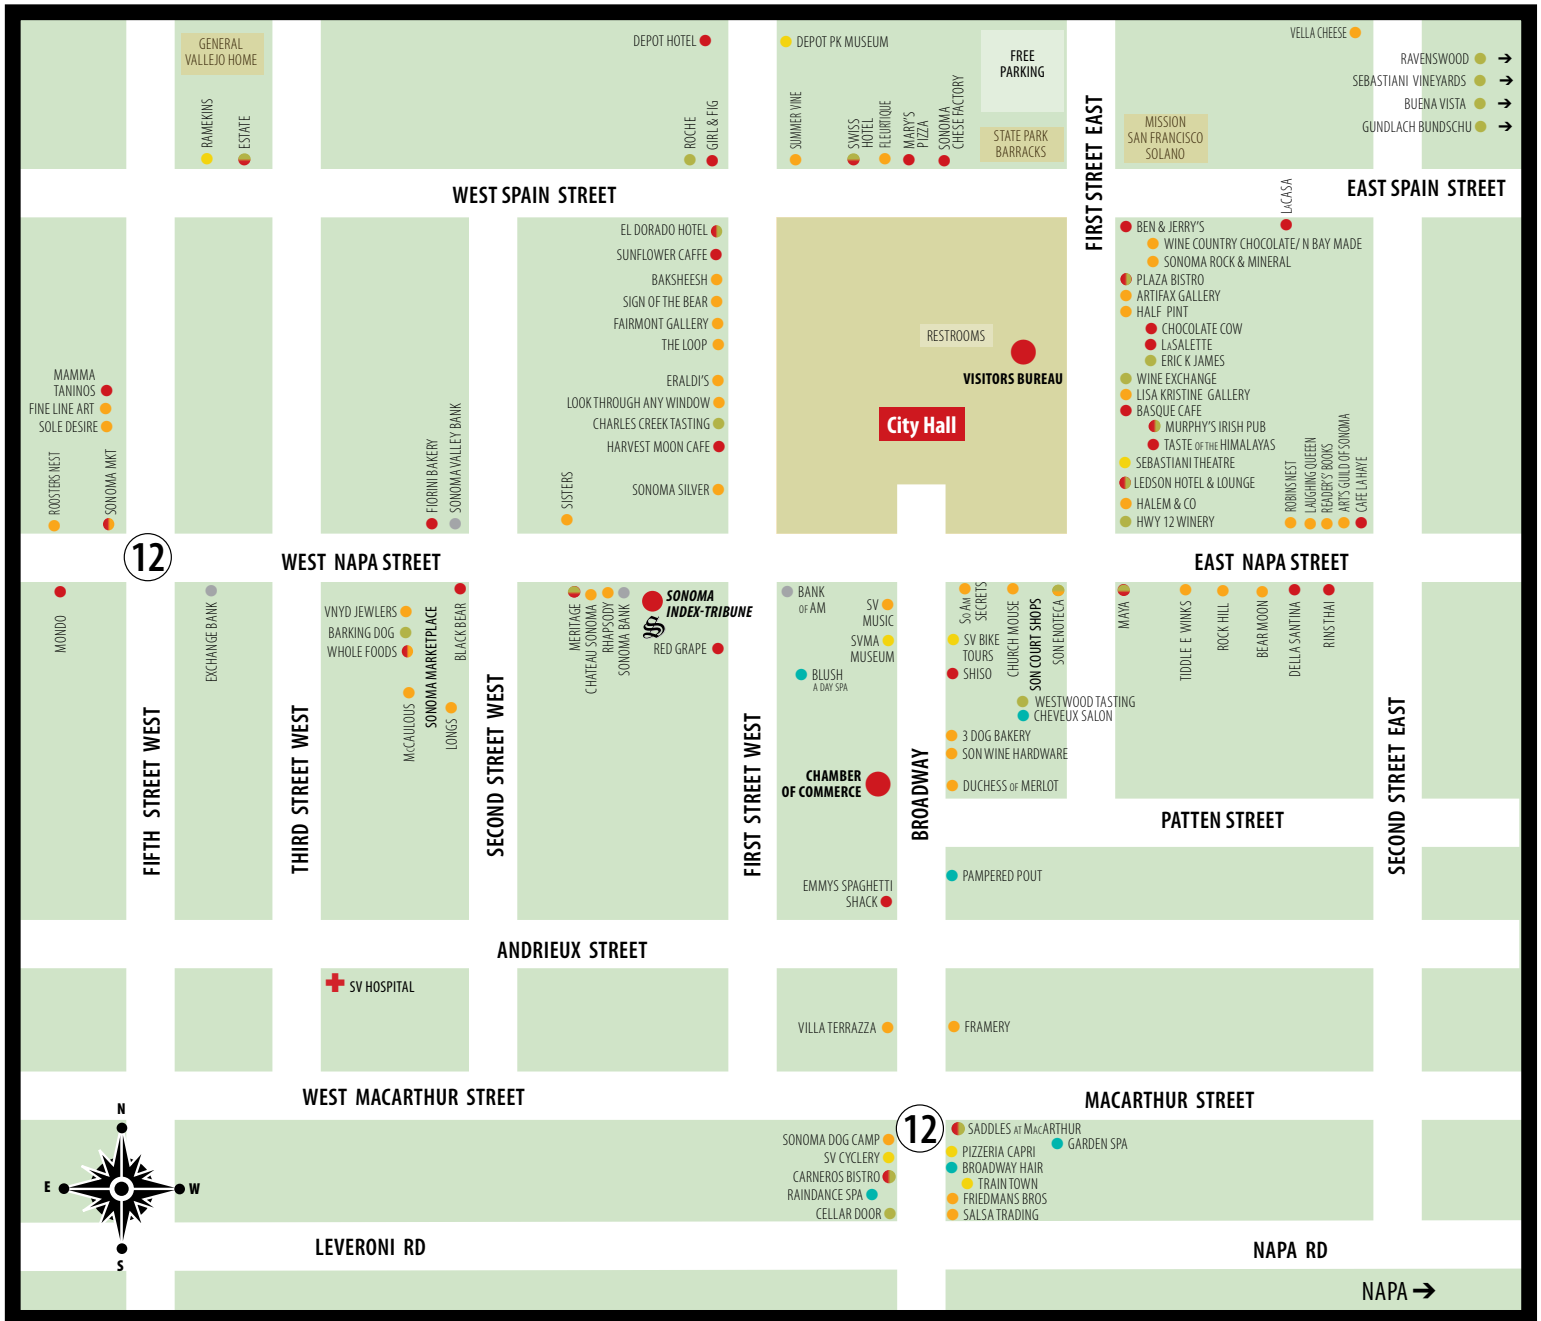 GENERAL
VALLEJO HOME
RAMEKINS
ESTATE
DEPOT HOTEL
ROCHE
GIRL & FIG
DEPOT PK MUSEUM
SUMMER VINE
SWISS
HOTEL
FLEURTIQUE
MARY'S
PIZZA
SONOMA
CHESE FACTORY
FREE
PARKING
STATE PARK
BARRACKS
FIRST STREET EAST
MISSION
SAN FRANCISCO
SOLANO
VELLA CHEESE
RAVENSWOOD ➔
SEBASTIANI VINEYARDS ➔
BUENA VISTA ➔
GUNDLACH BUNDSCHU ➔
WEST SPAIN STREET
EAST SPAIN STREET
LACASA
MAMMA
TANINOS
FINE LINE ART
SOLE DESIRE
ROOSTERS NEST
SONOMA MKT
FIORINI BAKERY
SONOMA VALLEY BANK
EL DORADO HOTEL
SUNFLOWER CAFFE
BAKSHEESH
SIGN OF THE BEAR
FAIRMONT GALLERY
THE LOOP
ERALDI'S
LOOK THROUGH ANY WINDOW
CHARLES CREEK TASTING
HARVEST MOON CAFE
SISTERS
SONOMA SILVER
RESTROOMS
VISITORS BUREAU
City Hall
BEN & JERRY'S
WINE COUNTRY CHOCOLATE/ N BAY MADE
SONOMA ROCK & MINERAL
PLAZA BISTRO
ARTIFAX GALLERY
HALF PINT
CHOCOLATE COW
LASALETTE
ERIC K JAMES
WINE EXCHANGE
LISA KRISTINE GALLERY
BASQUE CAFE
MURPHY'S IRISH PUB
TASTE OF THE HIMALAYAS
SEBASTIANI THEATRE
LEDSON HOTEL & LOUNGE
HALEM & CO
HWY 12 WINERY
ROBINS NEST
LAUGHING QUEEN
READER'S' BOOKS
ART'S GUILD OF SONOMA
CAFE LA HAYE
12
WEST NAPA STREET
EAST NAPA STREET
MONDO
FIFTH STREET WEST
EXCHANGE BANK
THIRD STREET WEST
VNYD JEWLERS
BARKING DOG
WHOLE FOODS
MCCAULOUS
SONOMA MARKETPLACE
LONGS
BLACK BEAR
SECOND STREET WEST
MERITAGE
CHATEAU SONOMA
RHAPSODY
SONOMA BANK
SONOMA
INDEX-TRIBUNE
S
RED GRAPE
FIRST STREET WEST
BANK
OF AM
SV
MUSIC
SVMA
MUSEUM
BLUSH
A DAY SPA
CHAMBER
OF COMMERCE
EMMYS SPAGHETTI
SHACK
BROADWAY
SO AM
SECRETS
SV BIKE
TOURS
SHISO
CHURCH MOUSE
SON COURT SHOPS
SON ENOTECA
WESTWOOD TASTING
CHEVEUX SALON
3 DOG BAKERY
SON WINE HARDWARE
DUCHESS OF MERLOT
MAYA
TIDDLE E WINKS
ROCK HILL
BEAR MOON
DELLA SANTINA
RINS THAI
SECOND STREET EAST
PATTEN STREET
PAMPERED POUT
ANDRIEUX STREET
SV HOSPITAL
VILLA TERRAZZA
FRAMERY
WEST MACARTHUR STREET
MACARTHUR STREET
12
SONOMA DOG CAMP
SV CYCLERY
CARNEROS BISTRO
RAINDANCE SPA
CELLAR DOOR
SADDLES AT MACARTHUR
GARDEN SPA
PIZZERIA CAPRI
BROADWAY HAIR
TRAIN TOWN
FRIEDMANS BROS
SALSA TRADING
N
E
W
S
LEVERONI RD
NAPA RD
NAPA ➔